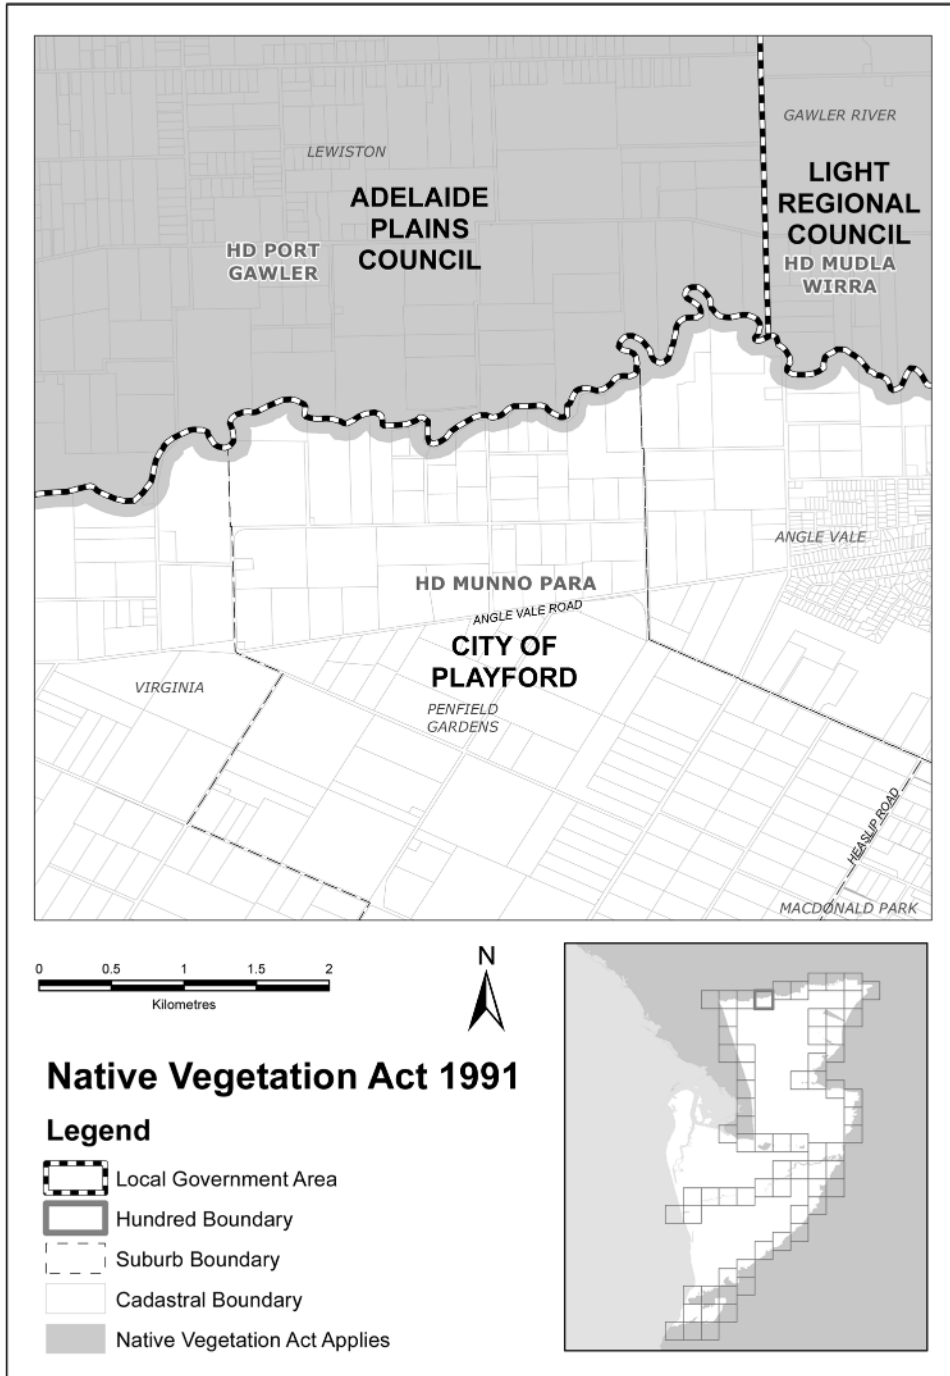 GAWLER RIVER
LEWISTON
LIGHT
REGIONAL
COUNCIL
ADELAIDE
PLAINS
COUNCIL
HD PORT
GAWLER
HD MUDLA
WIRRA
ANGLE VALE
HD MUNNO PARA
ANGLE VALE ROAD
CITY OF
PLAYFORD
VIRGINIA
PENFIELD
GARDENS
HEASLIP ROAD
MACDONALD PARK
0 0.5 1 1.5 2
Kilometres
N
Native Vegetation Act 1991
Legend
Local Government Area
Hundred Boundary
Suburb Boundary
Cadastral Boundary
Native Vegetation Act Applies